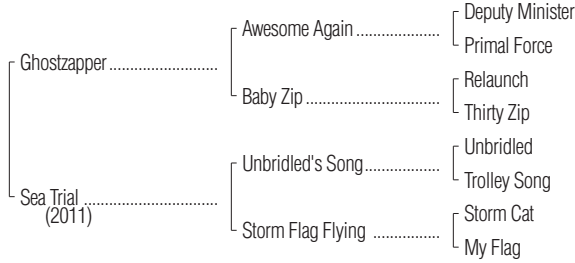 Deputy Minister
Awesome Again ....................
Primal Force
Ghostzapper ..........................
Relaunch
Baby Zip ................................
Thirty Zip
Unbridled
Unbridled's Song ..................
Trolley Song
Sea Trial ................................
(2011)
Storm Cat
Storm Flag Flying ................
My Flag